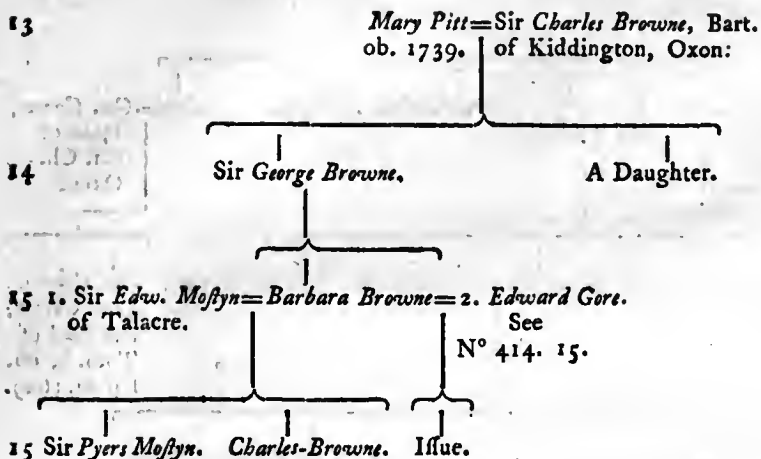 13 Mary Pitt=Sir Charles Browne, Bart.
ob. 1739. of Kiddington, Oxon:
14 Sir George Browne. A Daughter.
15 1. Sir Edw. Moſtyn=Barbara Browne=2. Edward Gore.
of Talacre. See
N° 414. 15.
15 Sir Pyers Moſtyn. Charles-Browne. Iſſue.